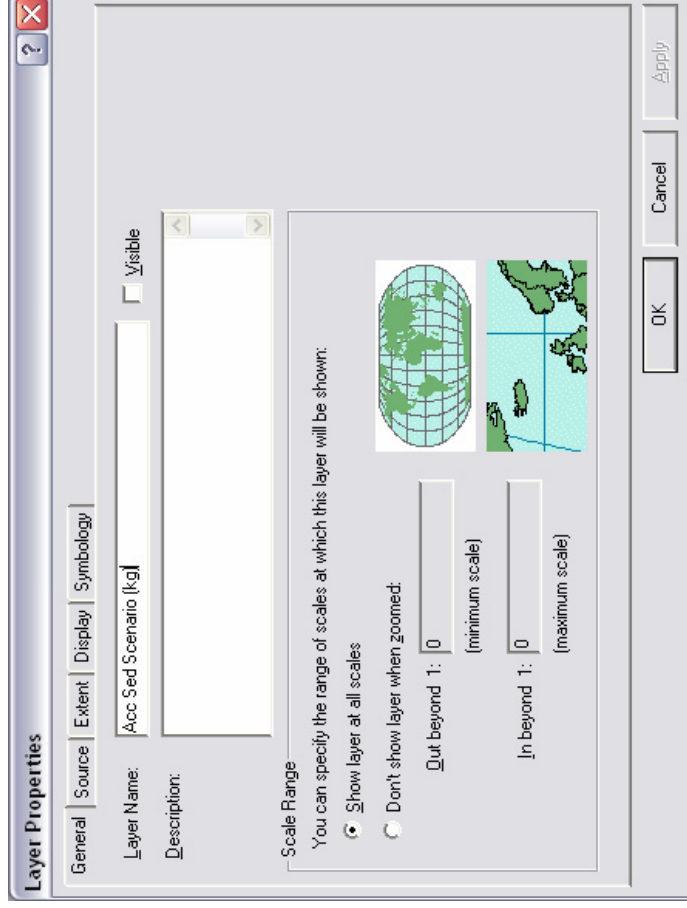 Layer Properties
?
General Source Extent Display Symbology
Layer Name: Acc Sed Scenario (kg) Visible
Description:
Scale Range
You can specify the range of scales at which this layer will be shown:
Show layer at all scales
Don't show layer when zoomed:
Out beyond 1: 0
(minimum scale)
In beyond 1: 0
(maximum scale)
OK Cancel Apply